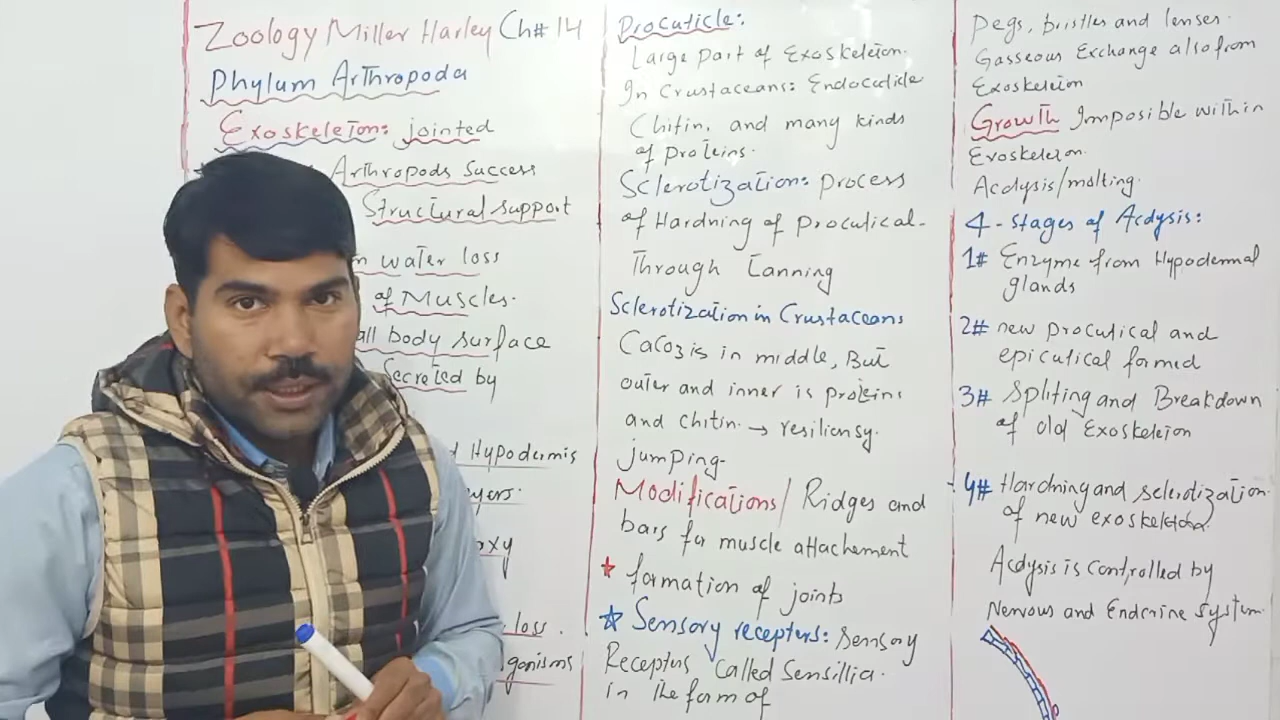 Zoology Miller Harley Ch# 14
Phylum Arthropoda
Exoskeleton: jointed
Arthropods Success
Structural support
water loss
of Muscles.
all body surface
Secreted by
Hypodermis
loss.
Procuticle:
Large part of Exoskeleton.
In Crustaceans: Endocuticle
Chitin, and many kinds
of proteins.
Sclerotization: process
of Hardning of Procutical-
Through Tanning
Sclerotization in Crustaceans
CaCo3 is in middle, But
outer and inner is proteins
and chitin. → resiliensy.
jumping-
Modifications/ Ridges and
bars for muscle attachement
* formation of joints
☆ Sensory recepters: Sensory
Receptus called Sensillia.
in the form of
Pegs, bristles and lenses.
Gasseous Exchange also from
Exoskeleton
Growth Imposible within
Exoskeleton.
Acdysis/molting.
4 - Stages of Acdysis:
1# Enzyme from Hypodermal
glands
2# new procutical and
epicutical formed
3# Spliting and Breakdown
of old Exoskeleton
4# Hardning and sclerotization
of new exoskeleton.
Acdysis is controlled by
Nervous and Endcrine System.